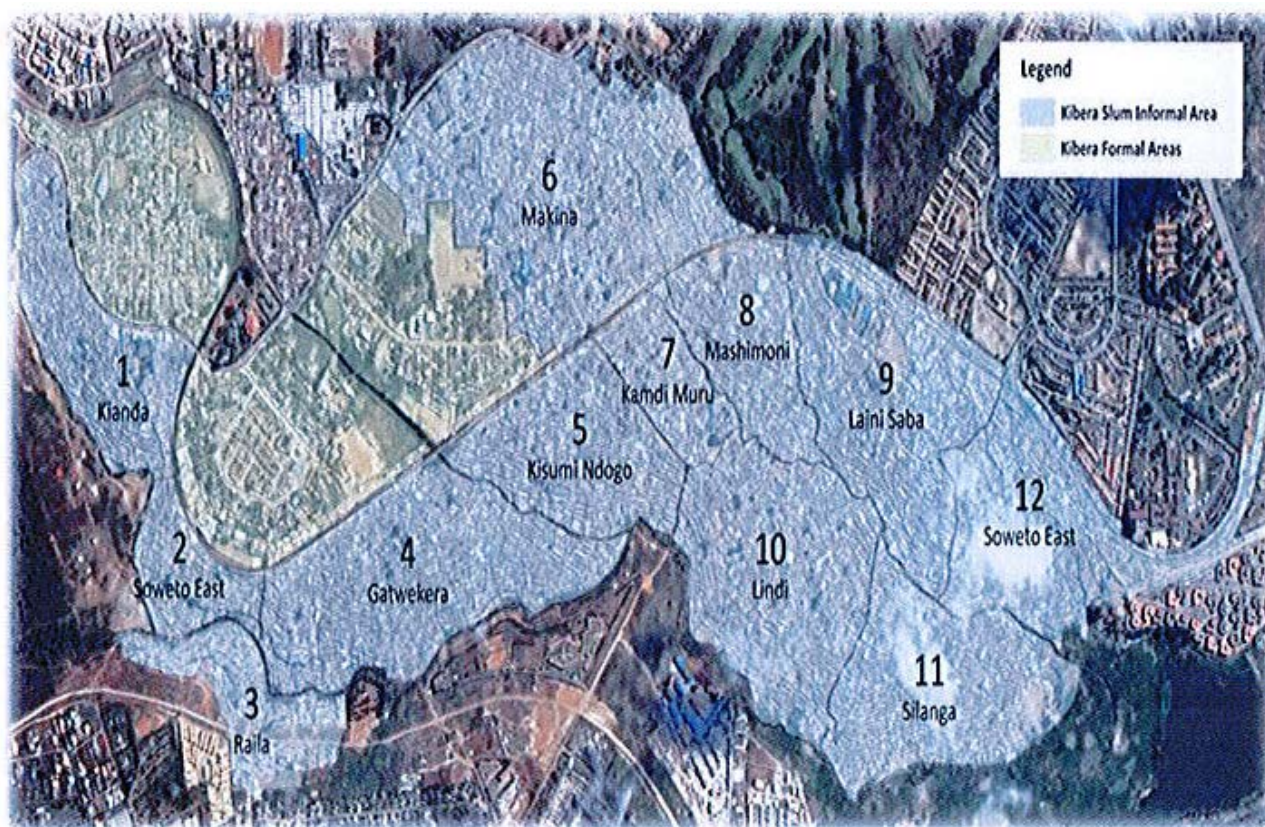 Legend
Kibera Slum Informal Area
Kibera Formal Areas
6
Makina
1
Kianda
8
Mashimoni
7
Kamdi Muru
9
Laini Saba
5
Kisumi Ndogo
2
Soweto East
4
Gatwekera
10
Lindi
12
Soweto East
3
Raila
11
Silanga